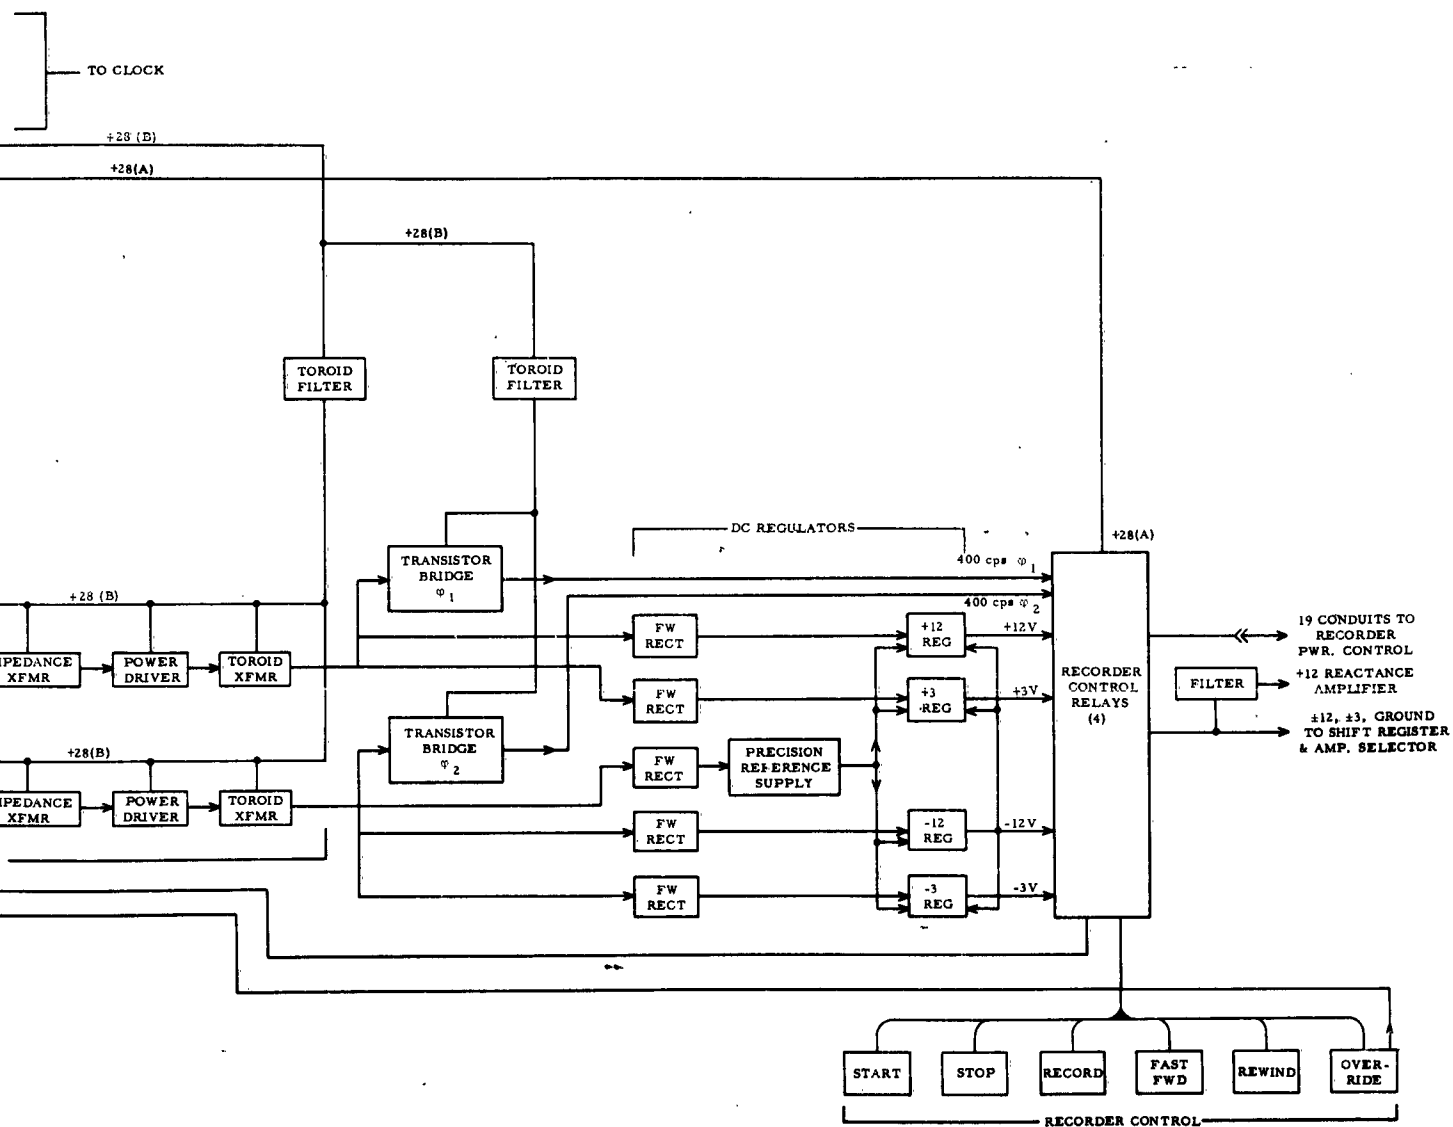 TO CLOCK
+28 (B)
+28(A)
+28(B)
TOROID
FILTER
TOROID
FILTER
DC REGULATORS
+28(A)
TRANSISTOR
BRIDGE
φ1
400 cps φ1
400 cps φ2
+28 (B)
FW
RECT
+12
REG
+12V
19 CONDUITS TO
RECORDER
PWR. CONTROL
IPEDANCE
XFMR
POWER
DRIVER
TOROID
XFMR
FW
RECT
+3
REG
+3V
RECORDER
CONTROL
RELAYS
(4)
FILTER
+12 REACTANCE
AMPLIFIER
±12, ±3, GROUND
TO SHIFT REGISTER
& AMP. SELECTOR
TRANSISTOR
BRIDGE
φ2
+28(B)
FW
RECT
PRECISION
REFERENCE
SUPPLY
IPEDANCE
XFMR
POWER
DRIVER
TOROID
XFMR
FW
RECT
-12
REG
-12V
FW
RECT
-3
REG
-3V
START
STOP
RECORD
FAST
FWD
REWIND
OVER-
RIDE
RECORDER CONTROL